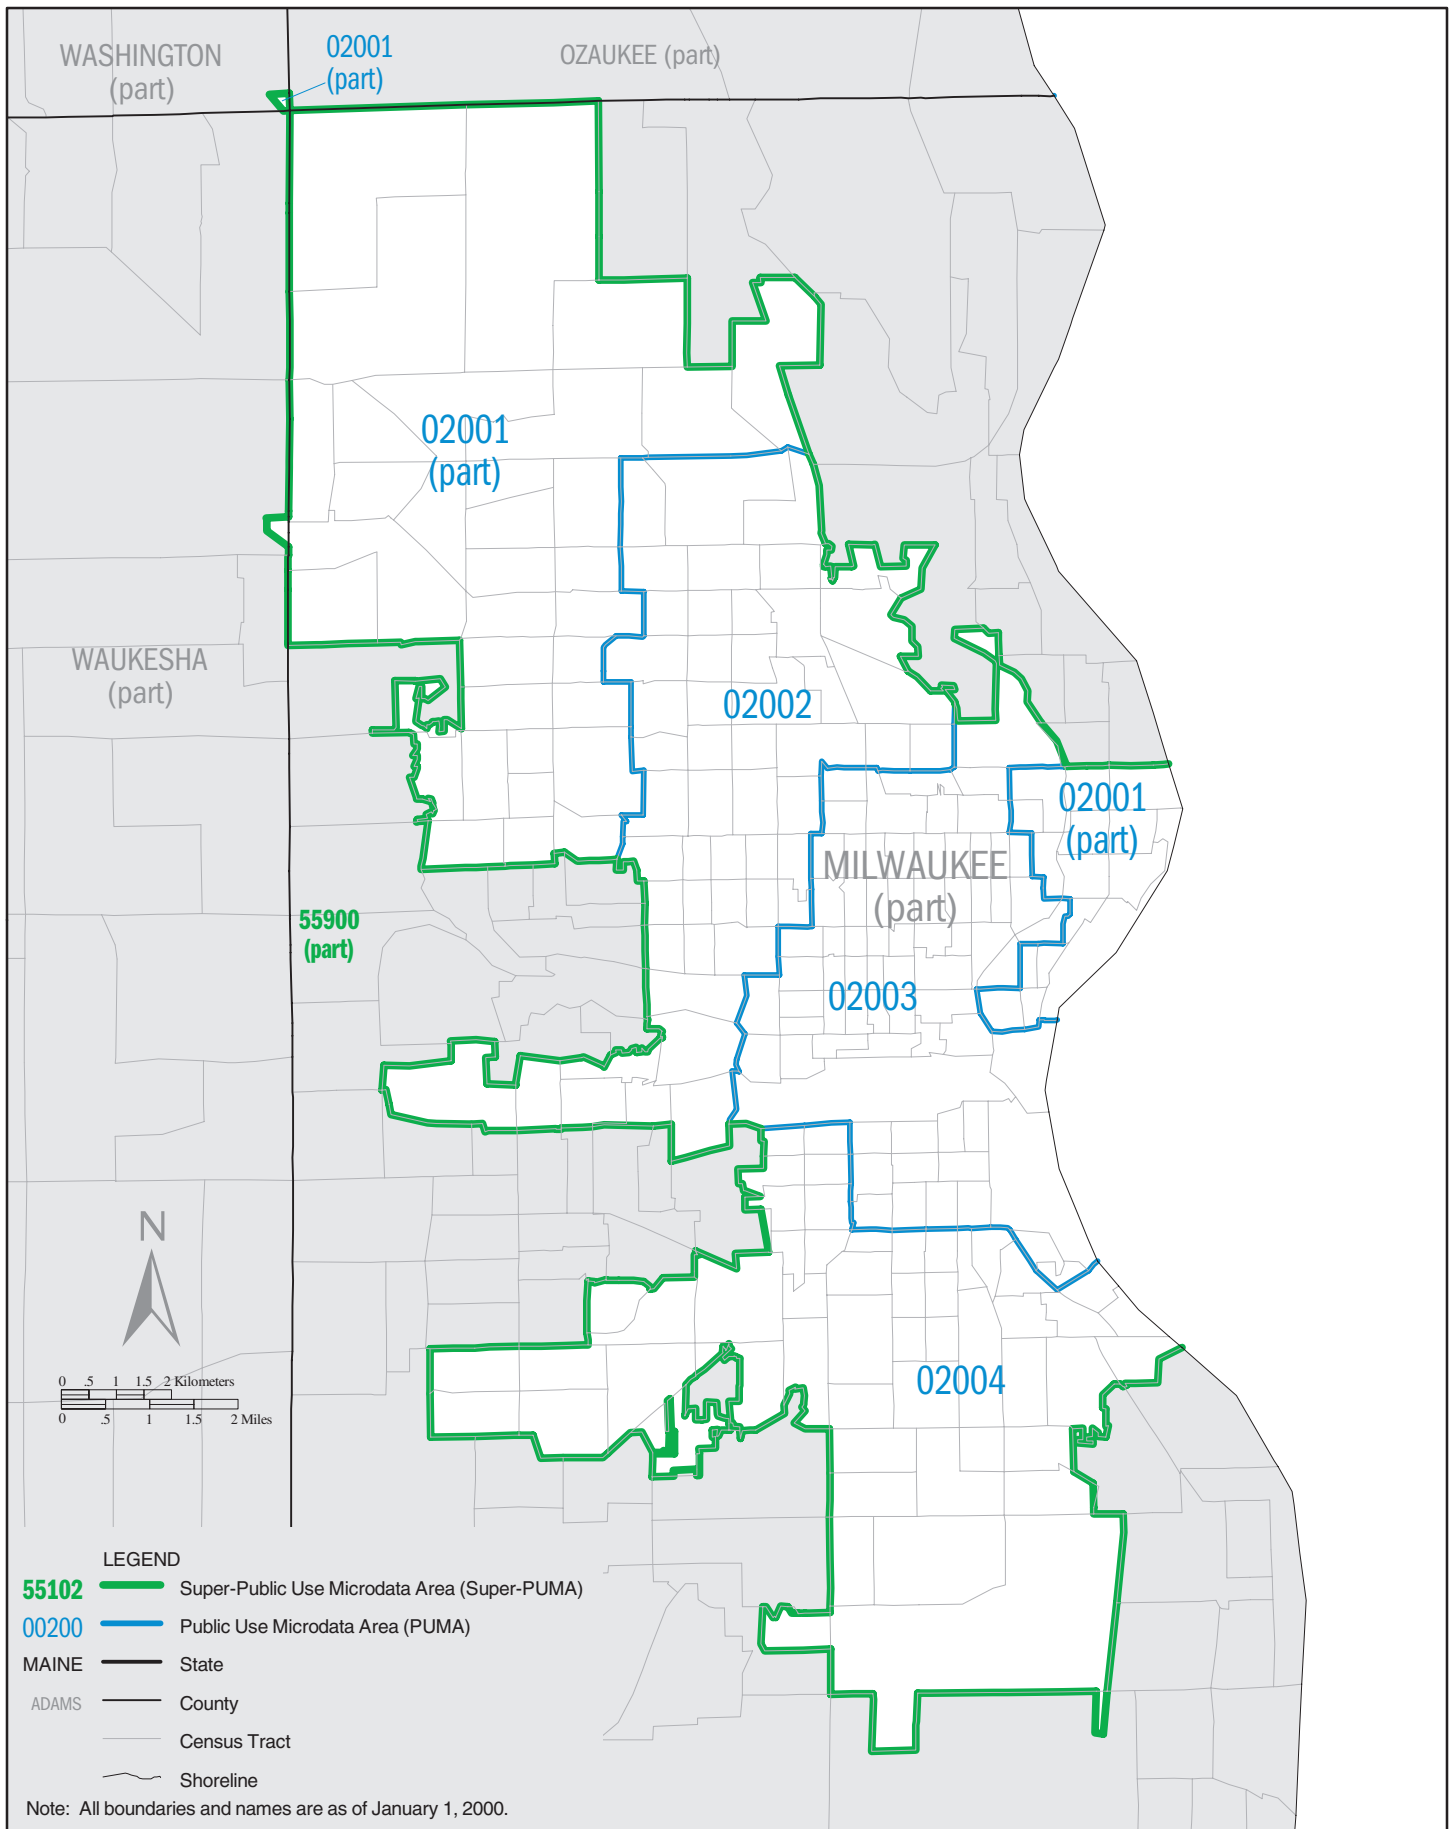 WASHINGTON
(part)
02001
(part)
OZAUKEE (part)
02001
(part)
WAUKESHA
(part)
02002
02001
(part)
MILWAUKEE
(part)
55900
(part)
02003
N
02004
0 .5 1 1.5 2 Kilometers
0 .5 1 1.5 2 Miles
LEGEND
55102 Super-Public Use Microdata Area (Super-PUMA)
00200 Public Use Microdata Area (PUMA)
MAINE State
ADAMS County
Census Tract
Shoreline
Note: All boundaries and names are as of January 1, 2000.